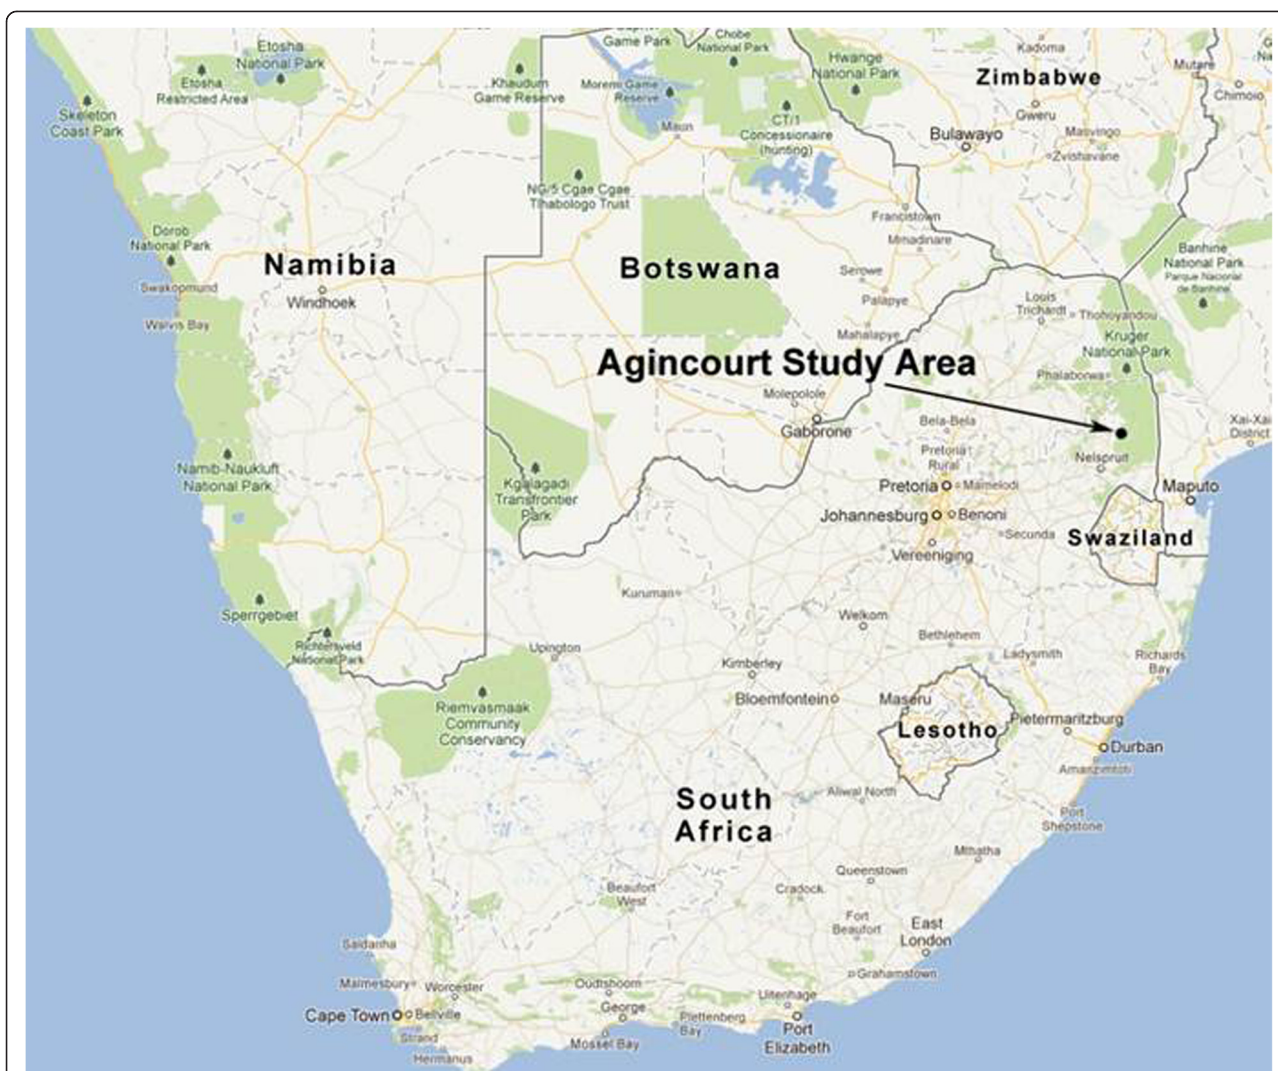 Game Park
Chobe
National Park
Etosha
National Park
Etosha
Restricted Area
Khaudum
Game Reserve
Moremi Game
Reserve
Hwange
National Park
Kadoma
Zimbabwe
Mutare
Chimoio
Skeleton
Coast Park
Maun
CT/1
Concessionaire
(hunting)
Gweru
Bulawayo
Masvingo
Zvishavane
NG/5 Cgae Cgae
Tlhabologo Trust
Francistown
Mmadinare
Dorob
National Park
Banhine
National Park
Parque Nacional
de Banhine
Namibia
Botswana
Serowe
Palapye
Swakopmund
Windhoek
Walvis Bay
Louis
Trichardt
Thohoyandou
Mahalapye
Kruger
National Park
Agincourt Study Area
Phalaborwa
Molepolole
Gaborone
Bela-Bela
Xai-Xai
District
Pretoria
Rural
Nelspruit
Namib-Naukluft
National Park
Kgalagadi
Transfrontier
Park
Pretoria
Mamelodi
Maputo
Johannesburg
Benoni
Secunda
Swaziland
Vereeniging
Kuruman
Sperrgebiet
Welkom
Bethlehem
Richtersveld
National Park
Upington
Ladysmith
Richards
Bay
Kimberley
Bloemfontein
Maseru
Lesotho
Riemvasmaak
Community
Conservancy
Pietermaritzburg
Durban
Amanzimtoti
South
Africa
Aliwal North
Port
Shepstone
Mthatha
Queenstown
Beaufort
West
Cradock
Fort
Beaufort
East
London
Saldanha
Grahamstown
Malmesbury
Worcester
Oudtshoorn
Uitenhage
Cape Town
Bellville
George
Plettenberg
Bay
Port
Elizabeth
Strand
Mossel Bay
Hermanus